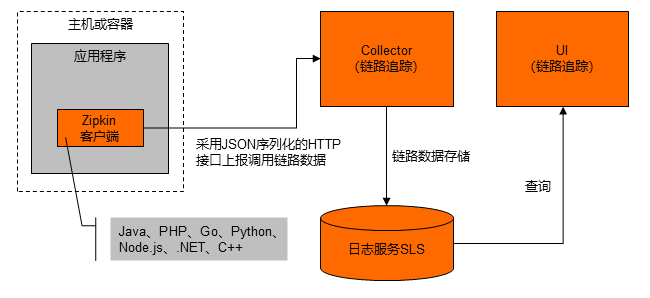 主机或容器
应用程序
Zipkin
客户端
Java、PHP、Go、Python、
Node.js、.NET、C++
采用JSON序列化的HTTP
接口上报调用链路数据
Collector
（链路追踪）
链路数据存储
日志服务SLS
UI
（链路追踪）
查询